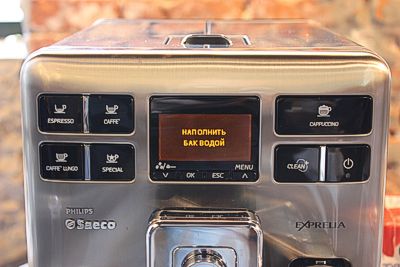 ESPRESSO
CAFFE'
НАПОЛНИТЬ
БАК ВОДОЙ
CAPPUCCINO
MENU
OK
ESC
CAFFE' LUNGO
SPECIAL
CLEAN
PHILIPS
Saeco
EXPRELIA